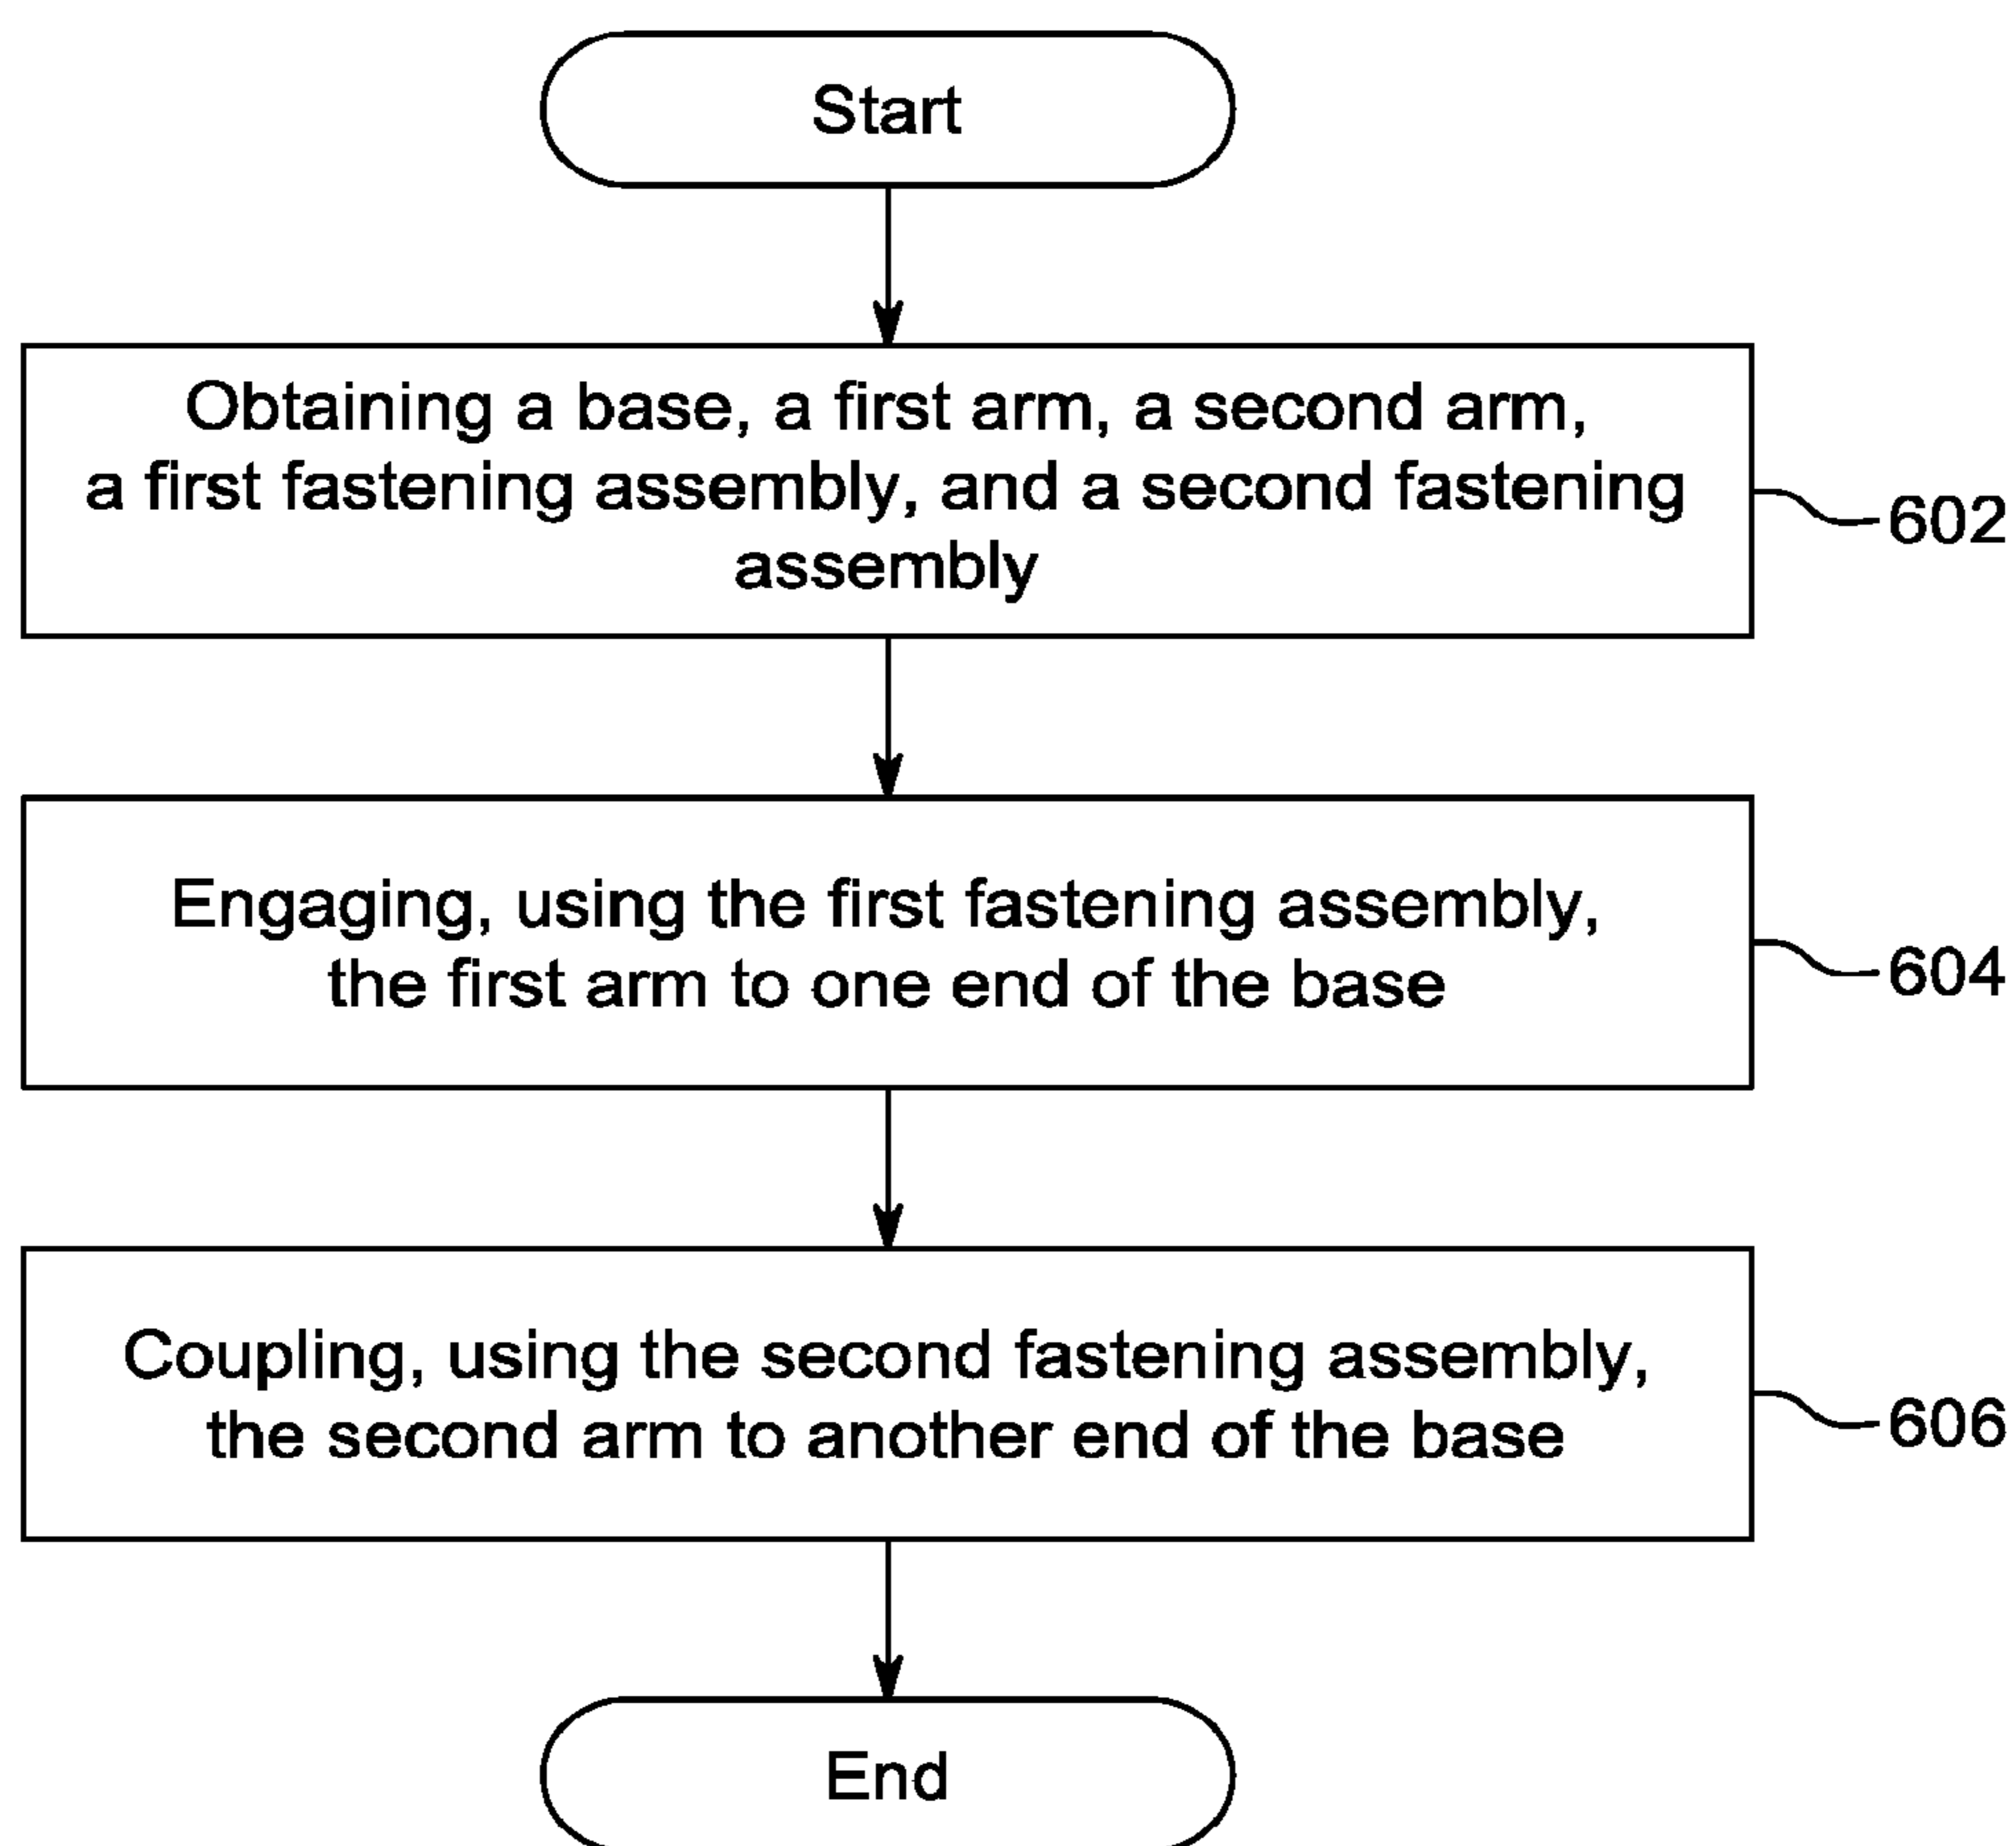 Start
Obtaining a base, a first arm, a second arm,
a first fastening assembly, and a second fastening
assembly
602
Engaging, using the first fastening assembly,
the first arm to one end of the base
604
Coupling, using the second fastening assembly,
the second arm to another end of the base
606
End